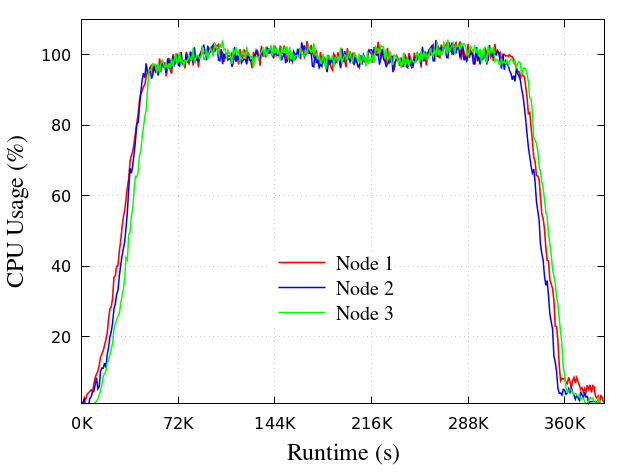 100
80
60
40
20
CPU Usage (%)
Node 1
Node 2
Node 3
0K 72K 144K 216K 288K 360K
Runtime (s)